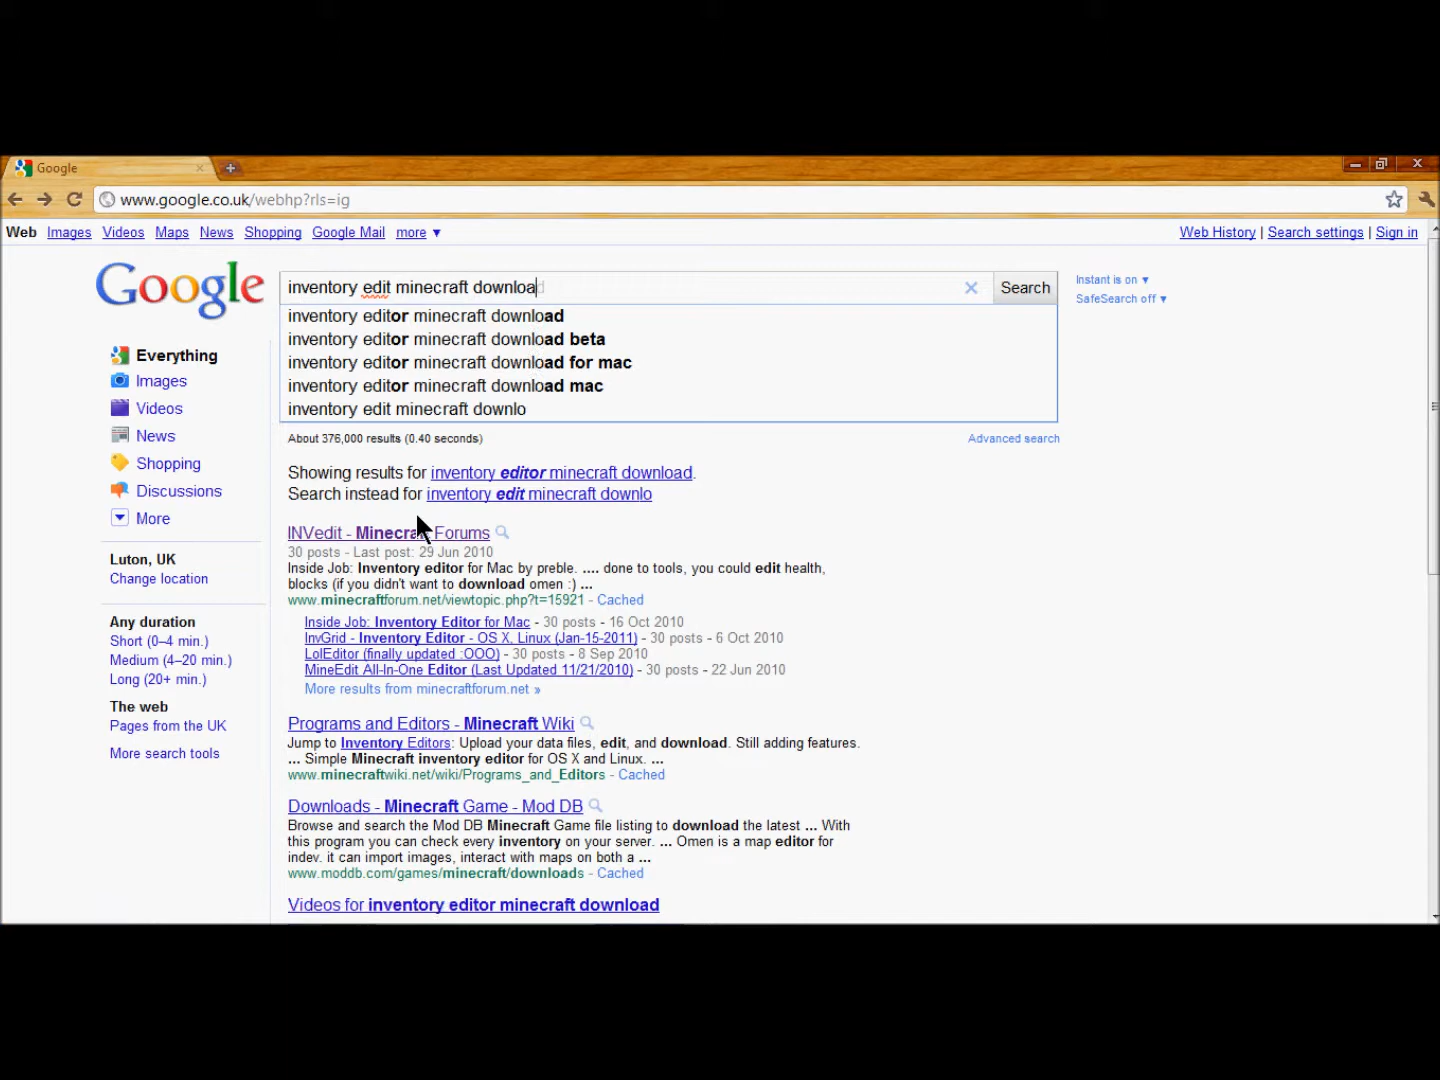 Google
www.google.co.uk/webhp?rls=ig
Web Images Videos Maps News Shopping Google Mail more ▼
Web History | Search settings | Sign in
Google
inventory edit minecraft download
Search
Instant is on ▼
SafeSearch off ▼
inventory editor minecraft download
inventory editor minecraft download beta
inventory editor minecraft download for mac
inventory editor minecraft download mac
inventory edit minecraft downlo
Everything
Images
Videos
News
Shopping
Discussions
More
Luton, UK
Change location
Any duration
Short (0–4 min.)
Medium (4–20 min.)
Long (20+ min.)
The web
Pages from the UK
More search tools
About 376,000 results (0.40 seconds)
Advanced search
Showing results for inventory editor minecraft download.
Search instead for inventory edit minecraft downlo
INVedit - Minecraft Forums
30 posts - Last post: 29 Jun 2010
Inside Job: Inventory editor for Mac by preble. .... done to tools, you could edit health,
blocks (if you didn't want to download omen :) ...
www.minecraftforum.net/viewtopic.php?t=15921 - Cached
Inside Job: Inventory Editor for Mac - 30 posts - 16 Oct 2010
InvGrid - Inventory Editor - OS X, Linux (Jan-15-2011) - 30 posts - 6 Oct 2010
LolEditor (finally updated :OOO) - 30 posts - 8 Sep 2010
MineEdit All-In-One Editor (Last Updated 11/21/2010) - 30 posts - 22 Jun 2010
More results from minecraftforum.net »
Programs and Editors - Minecraft Wiki
Jump to Inventory Editors: Upload your data files, edit, and download. Still adding features.
... Simple Minecraft inventory editor for OS X and Linux. ...
www.minecraftwiki.net/wiki/Programs_and_Editors - Cached
Downloads - Minecraft Game - Mod DB
Browse and search the Mod DB Minecraft Game file listing to download the latest ... With
this program you can check every inventory on your server. ... Omen is a map editor for
indev. it can import images, interact with maps on both a ...
www.moddb.com/games/minecraft/downloads - Cached
Videos for inventory editor minecraft download